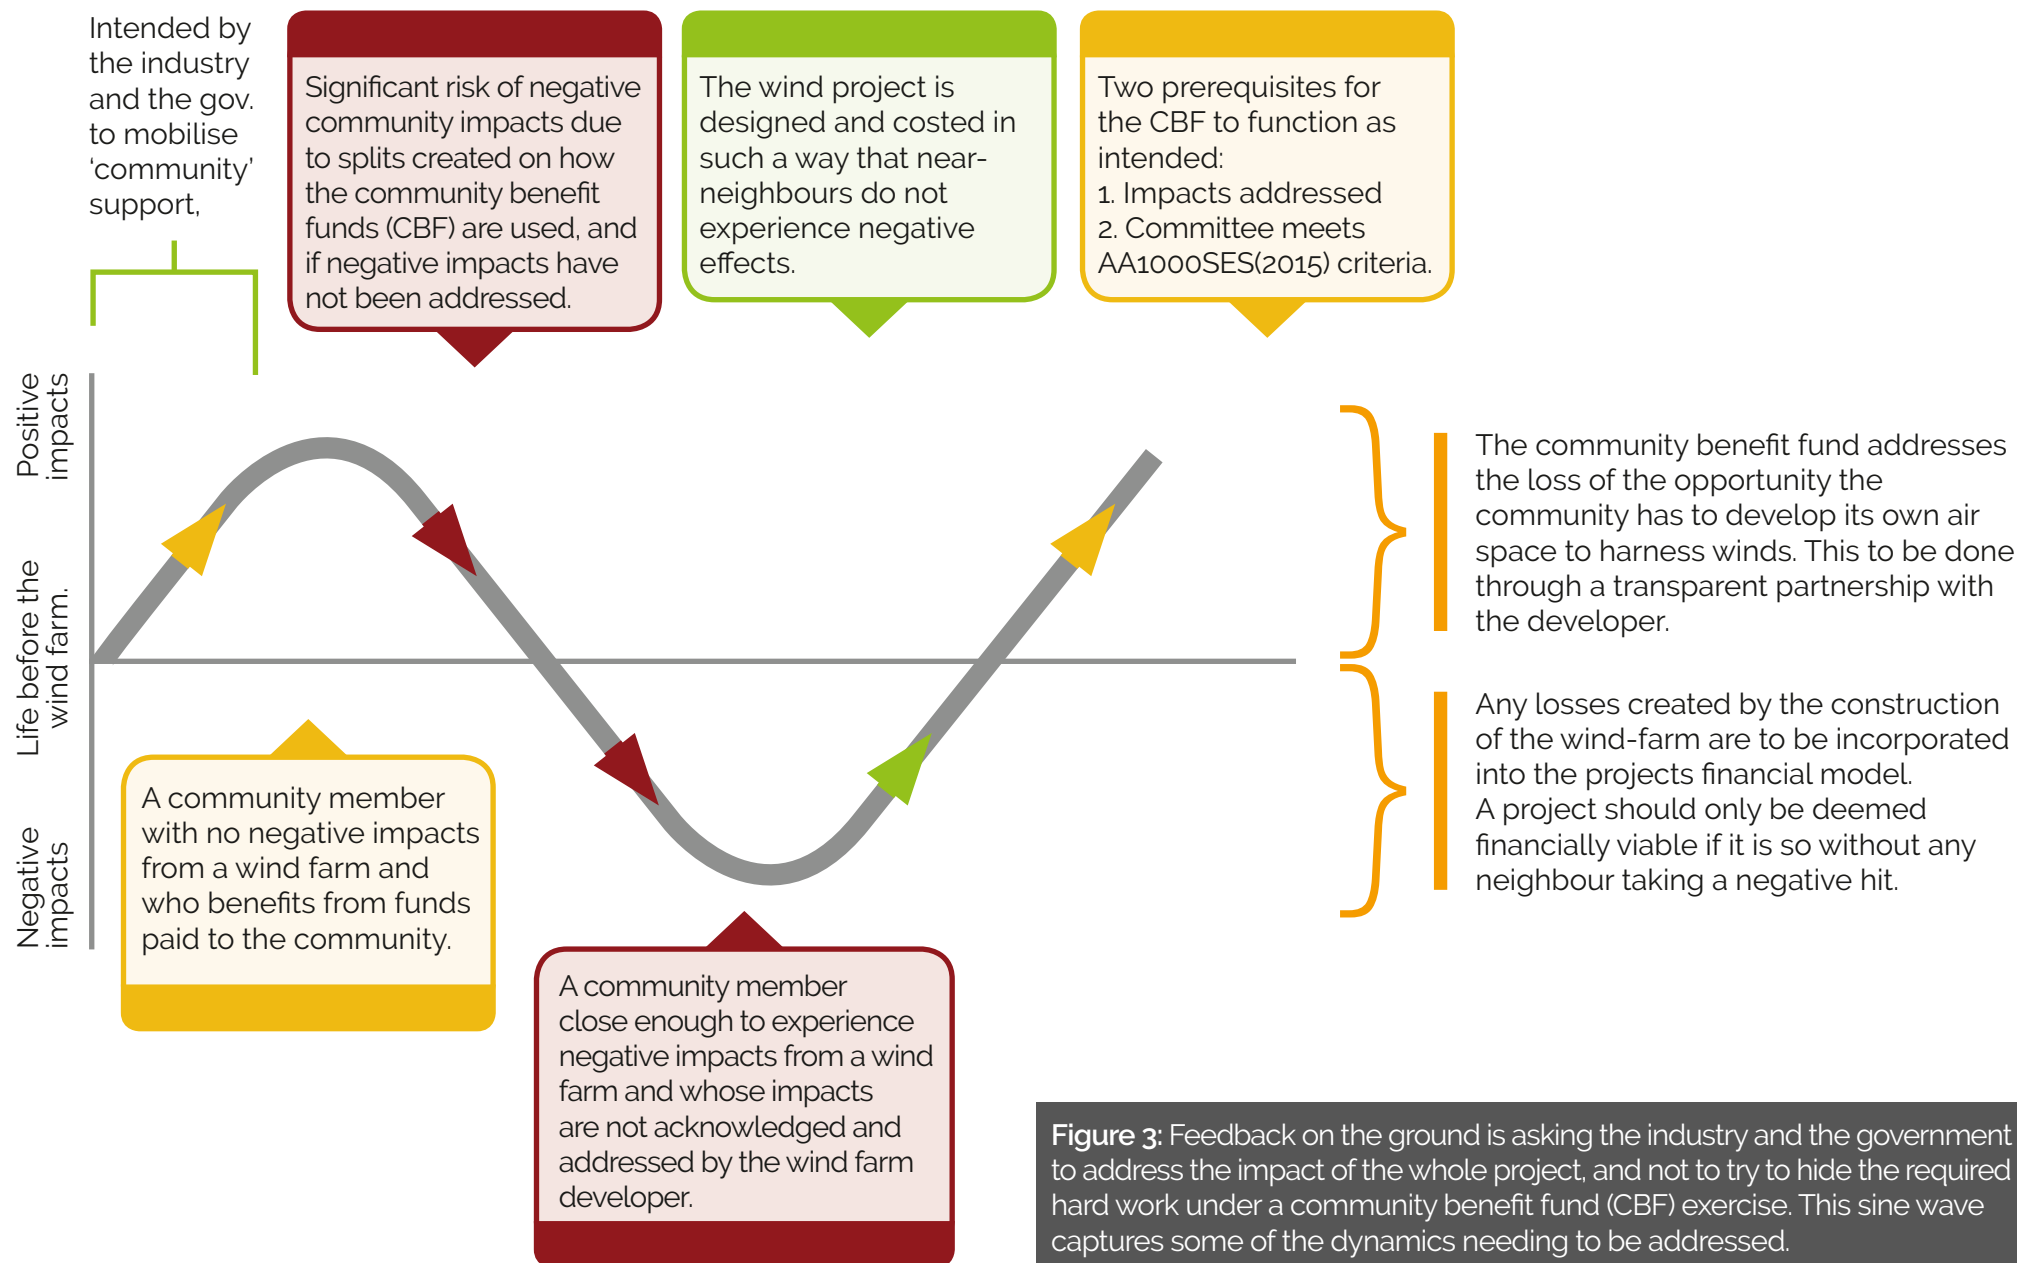 Intended by
the industry
and the gov.
to mobilise
‘community’
support,
Significant risk of negative
community impacts due
to splits created on how
the community benefit
funds (CBF) are used, and
if negative impacts have
not been addressed.
The wind project is
designed and costed in
such a way that near-
neighbours do not
experience negative
effects.
Two prerequisites for
the CBF to function as
intended:
1. Impacts addressed
2. Committee meets
AA1000SES(2015) criteria.
Positive
impacts
Life before the
wind farm.
Negative
impacts
The community benefit fund addresses
the loss of the opportunity the
community has to develop its own air
space to harness winds. This to be done
through a transparent partnership with
the developer.
Any losses created by the construction
of the wind-farm are to be incorporated
into the projects financial model.
A project should only be deemed
financially viable if it is so without any
neighbour taking a negative hit.
A community member
with no negative impacts
from a wind farm and
who benefits from funds
paid to the community.
A community member
close enough to experience
negative impacts from a wind
farm and whose impacts
are not acknowledged and
addressed by the wind farm
developer.
Figure 3: Feedback on the ground is asking the industry and the government
to address the impact of the whole project, and not to try to hide the required
hard work under a community benefit fund (CBF) exercise. This sine wave
captures some of the dynamics needing to be addressed.